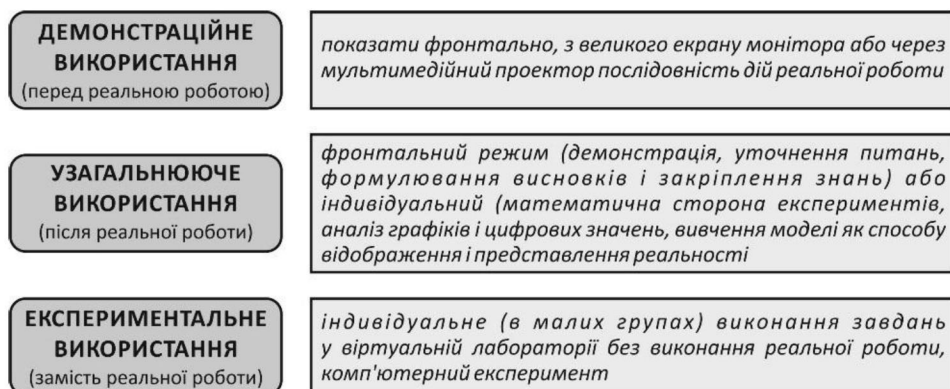 ДЕМОНСТРАЦІЙНЕ
ВИКОРИСТАННЯ
(перед реальною роботою)
показати фронтально, з великого екрану монітора або через
мультимедійний проектор послідовність дій реальної роботи
УЗАГАЛЬНЮЮЧЕ
ВИКОРИСТАННЯ
(після реальної роботи)
фронтальний режим (демонстрація, уточнення питань,
формулювання висновків і закріплення знань) або
індивідуальний (математична сторона експериментів,
аналіз графіків і цифрових значень, вивчення моделі як способу
відображення і представлення реальності
ЕКСПЕРИМЕНТАЛЬНЕ
ВИКОРИСТАННЯ
(замість реальної роботи)
індивідуальне (в малих групах) виконання завдань
у віртуальній лабораторії без виконання реальної роботи,
комп'ютерний експеримент